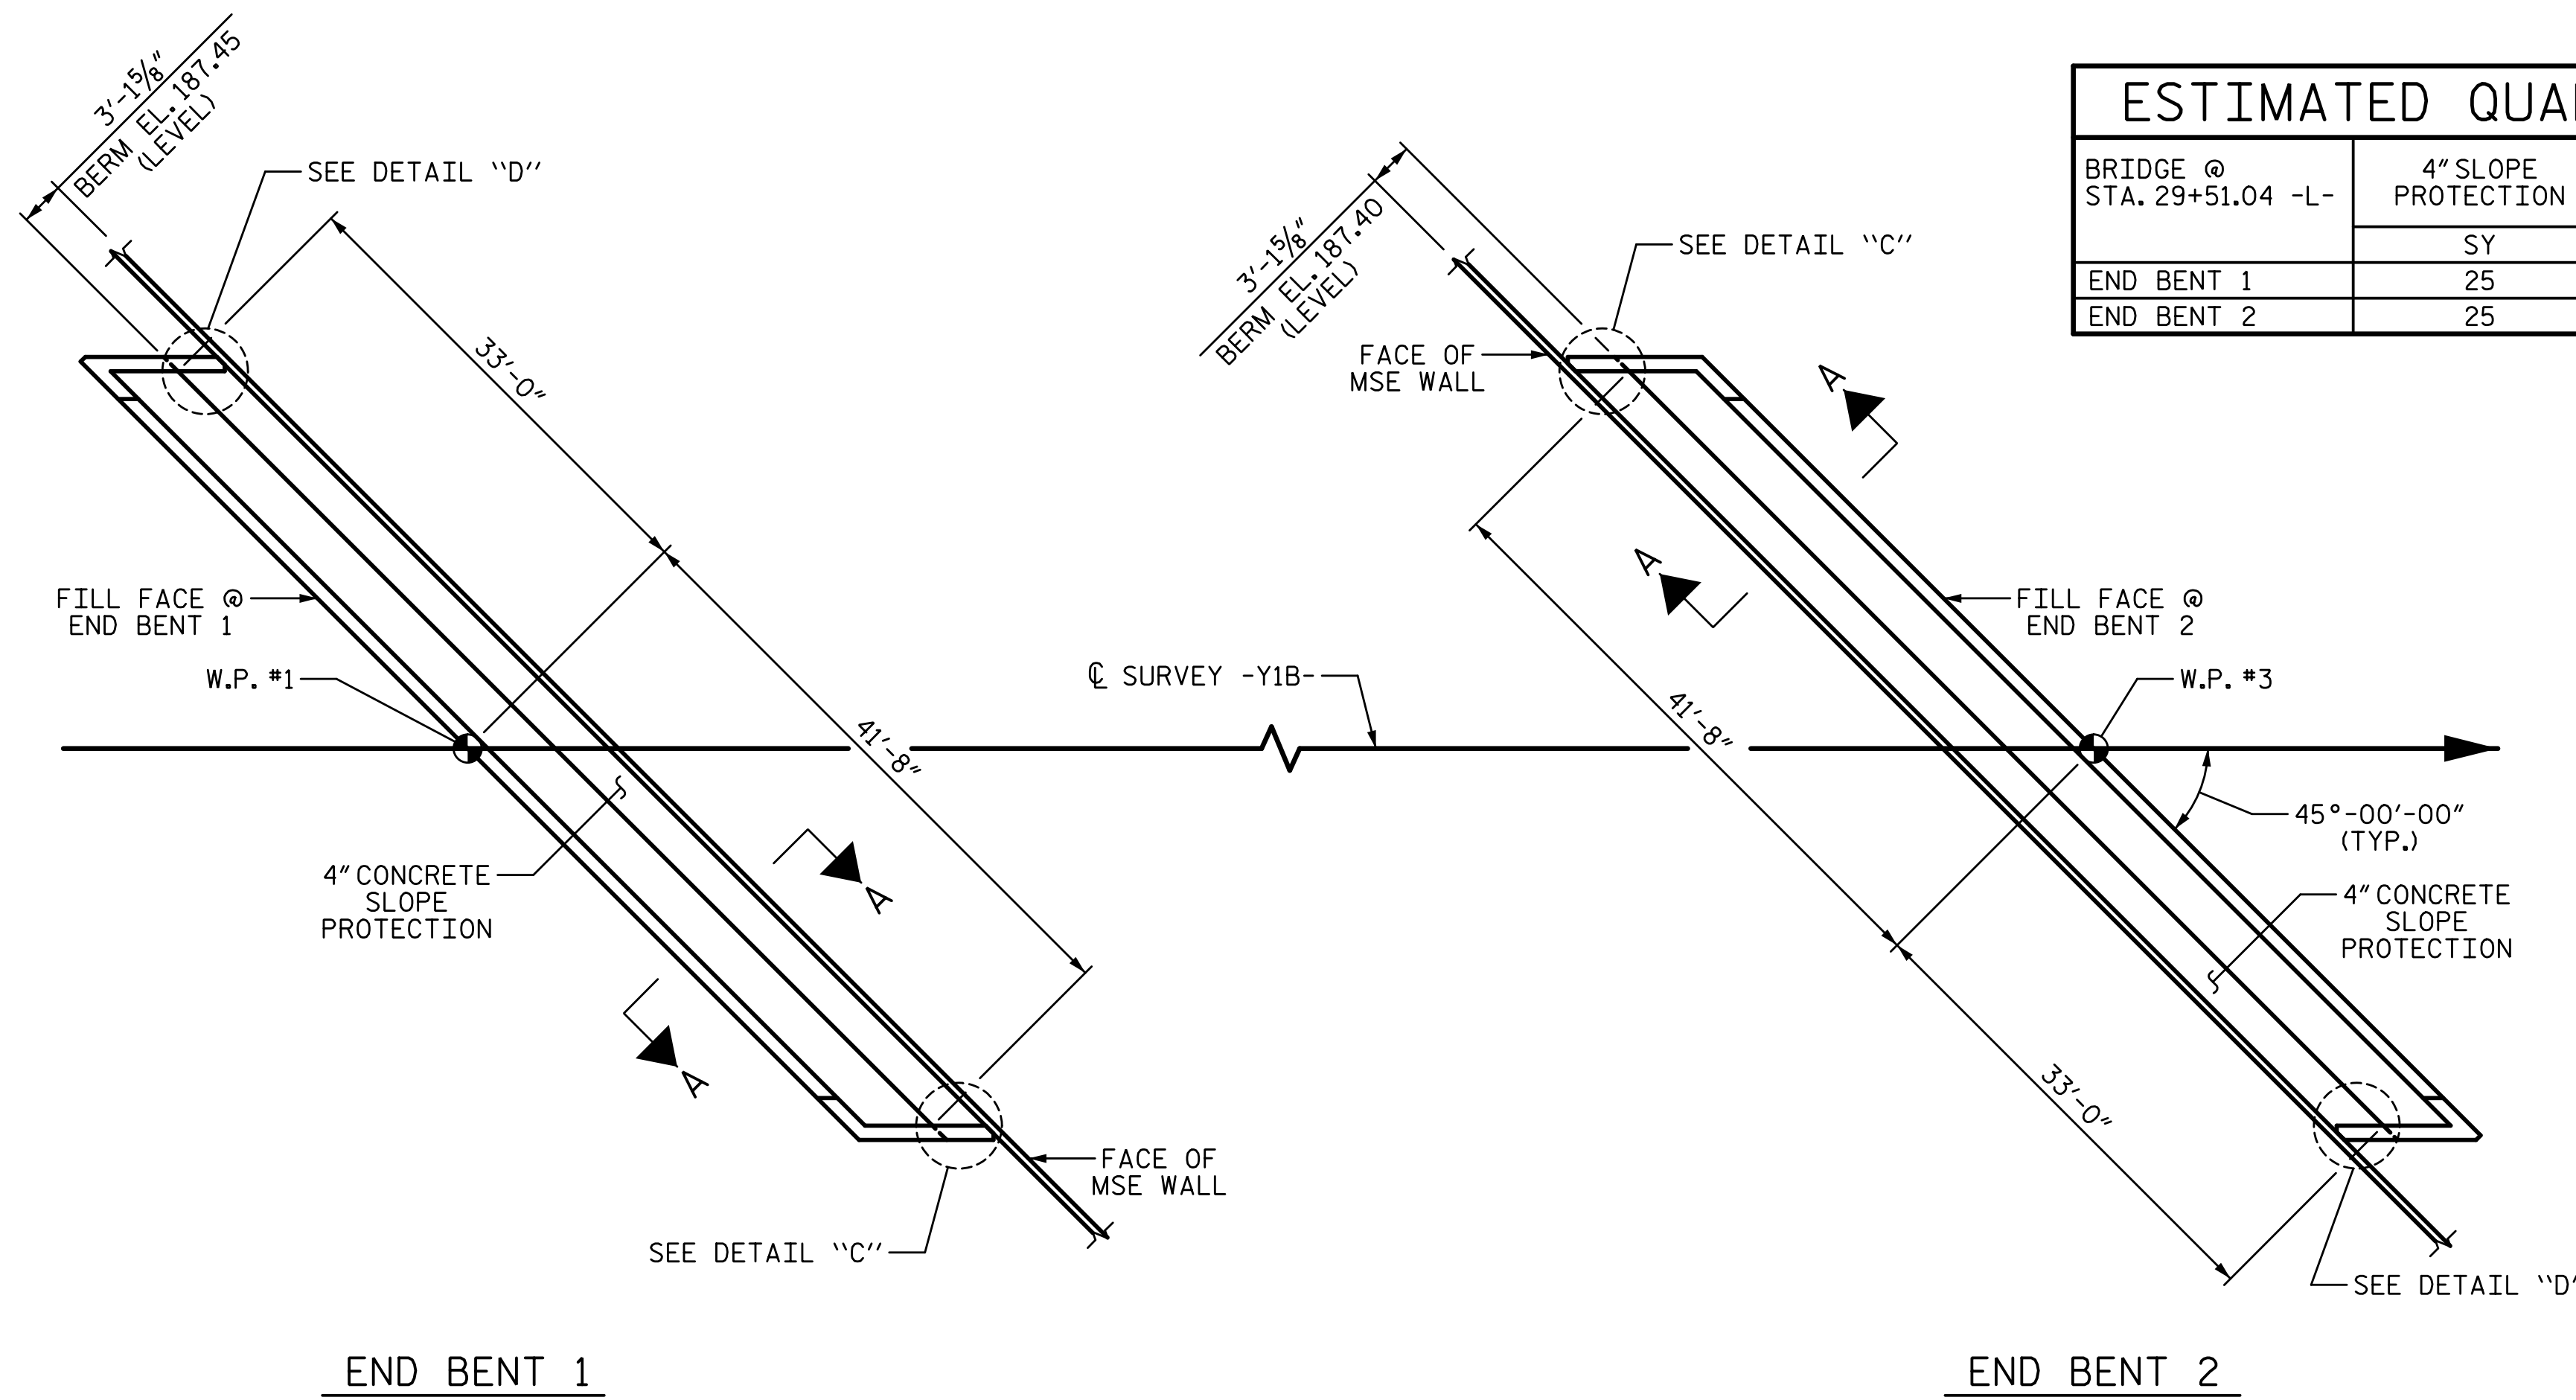 3'-1⅝"
BERM EL. 187.45
(LEVEL)
SEE DETAIL "D"
33'-0"
41'-8"
FILL FACE @
END BENT 1
W.P. #1
4" CONCRETE
SLOPE
PROTECTION
A
A
FACE OF
MSE WALL
SEE DETAIL "C"
END BENT 1
℄ SURVEY -Y1B-
3'-1⅝"
BERM EL. 187.40
(LEVEL)
SEE DETAIL "C"
FACE OF
MSE WALL
A
A
41'-8"
33'-0"
FILL FACE @
END BENT 2
W.P. #3
45°-00'-00"
(TYP.)
4" CONCRETE
SLOPE
PROTECTION
SEE DETAIL "D"
END BENT 2
ESTIMATED QUA
BRIDGE @
STA. 29+51.04 -L-
4" SLOPE
PROTECTION
SY
END BENT 1 25
END BENT 2 25